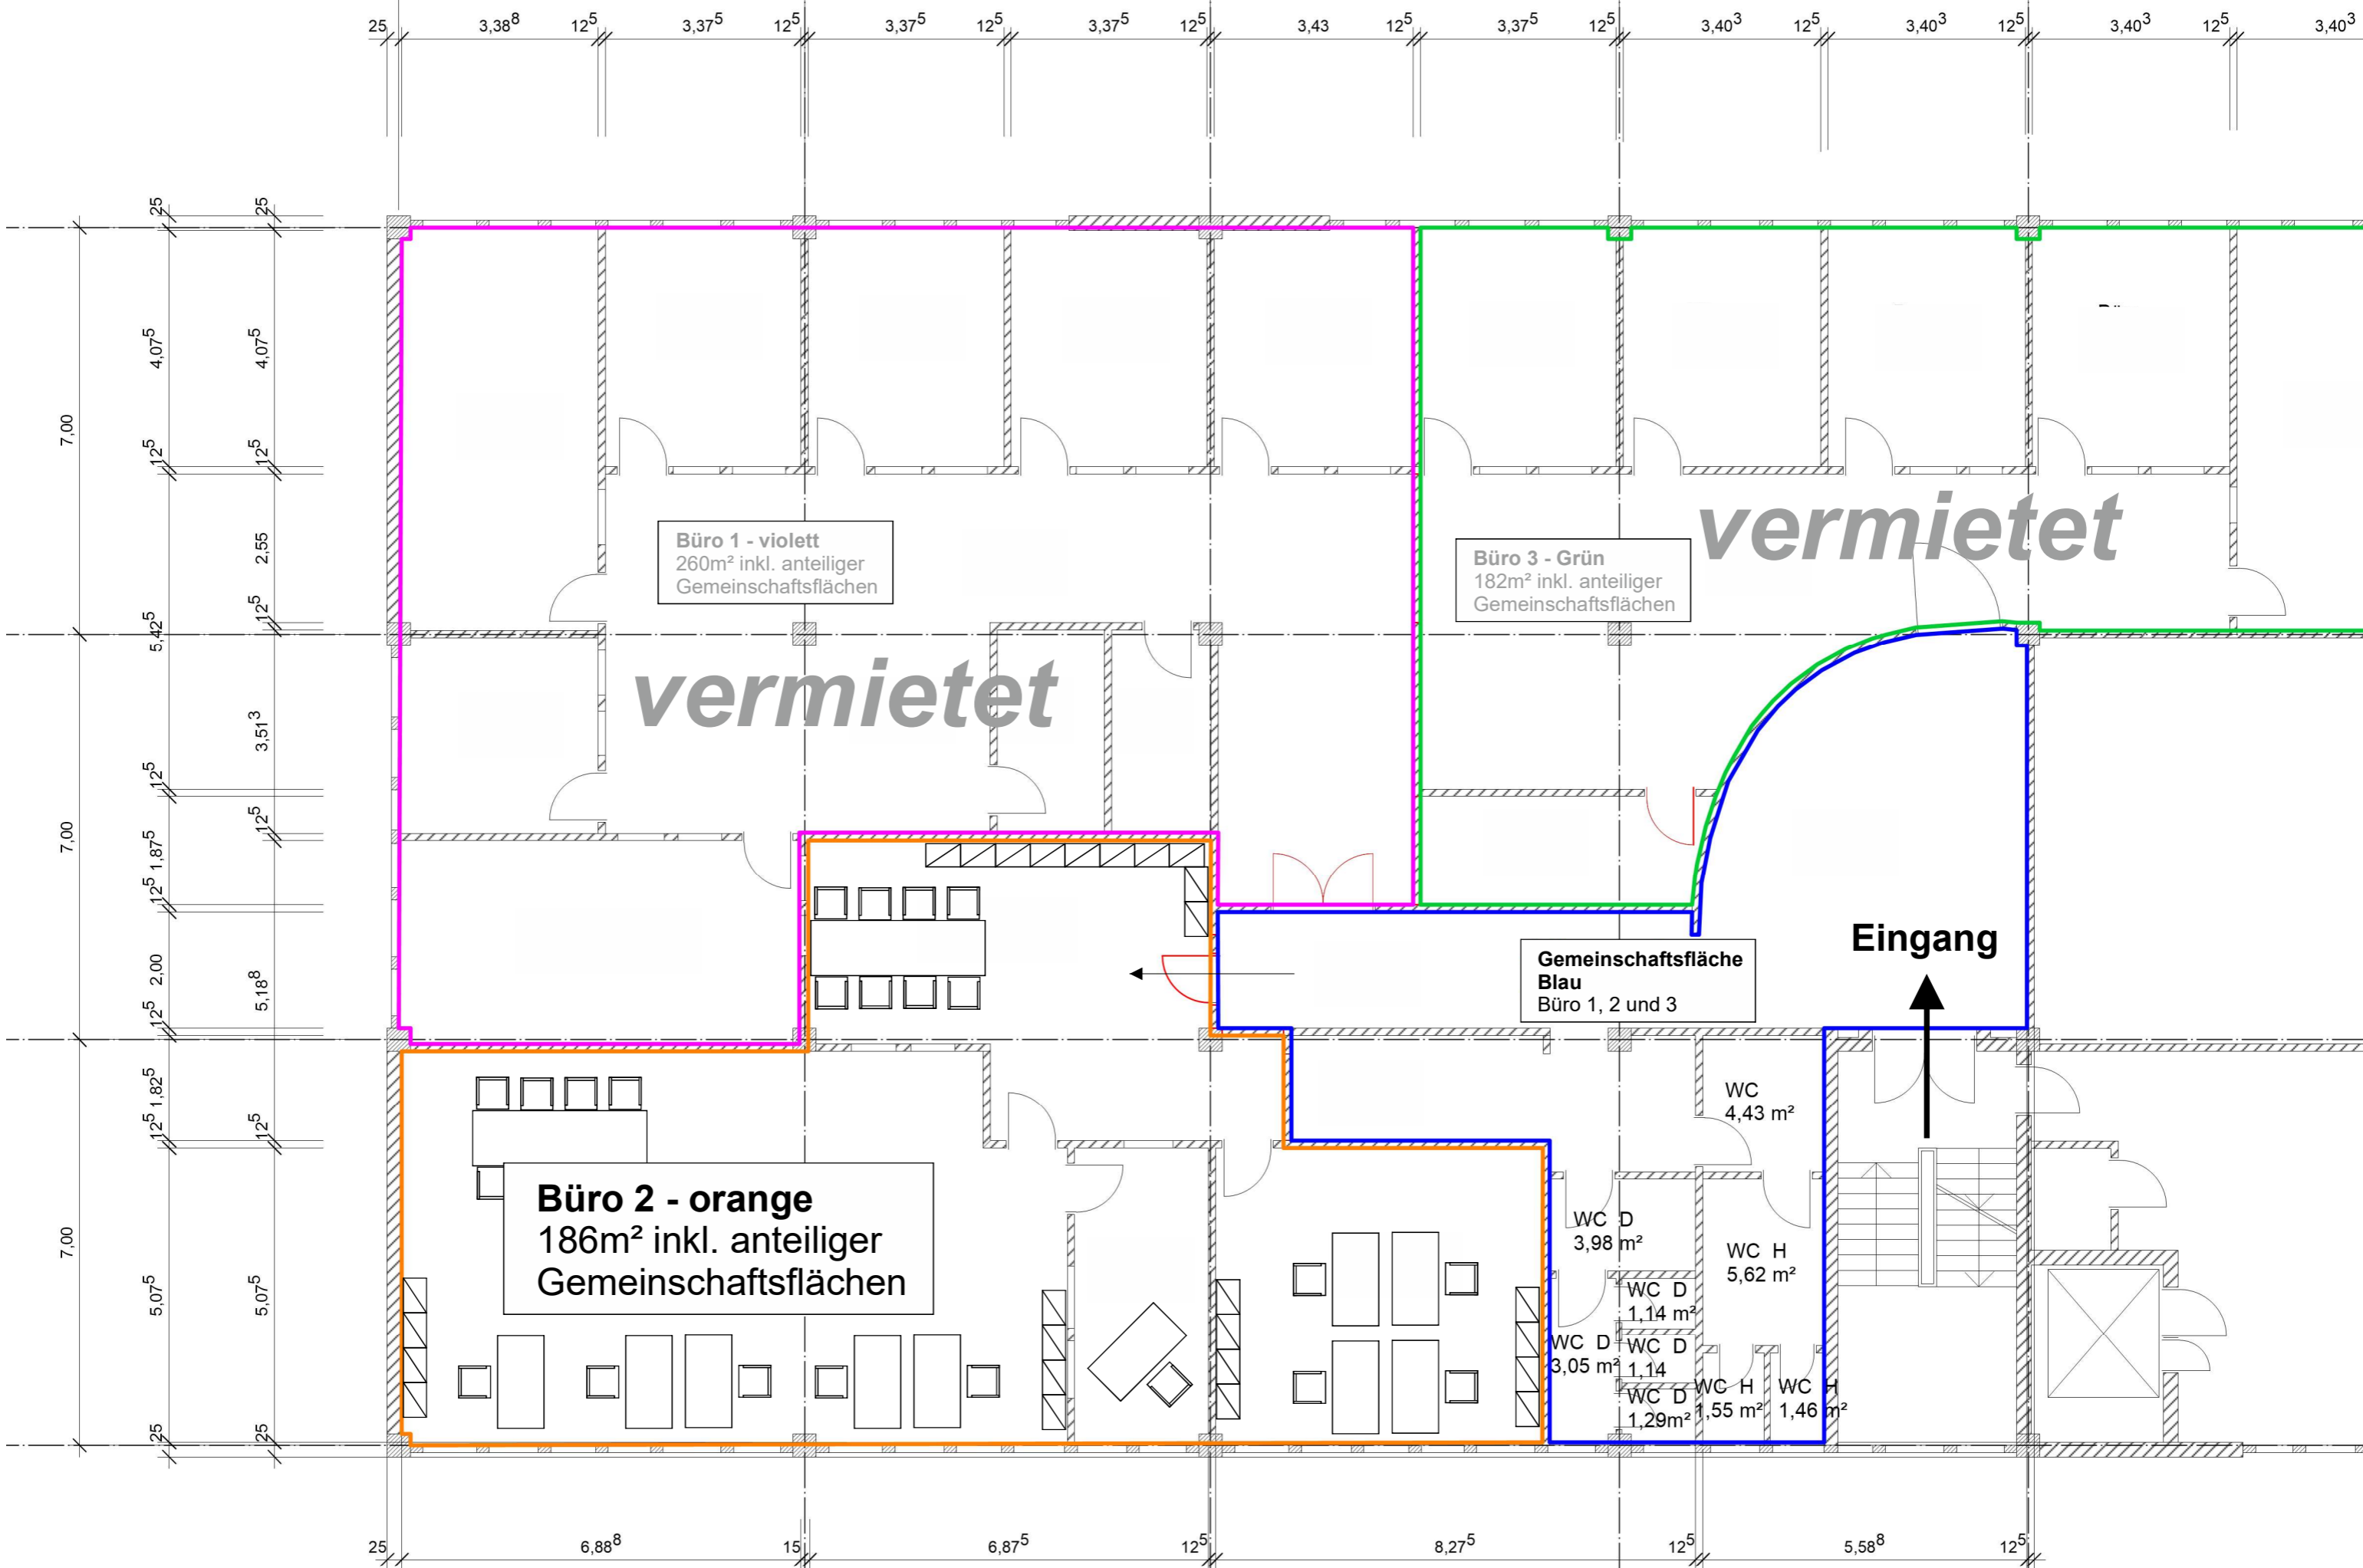 25 3,38⁸ 12⁵ 3,37⁵ 12⁵ 3,37⁵ 12⁵ 3,37⁵ 12⁵ 3,43 12⁵ 3,37⁵ 12⁵ 3,40³ 12⁵ 3,40³ 12⁵ 3,40³ 12⁵ 3,40³
7,00
7,00
7,00
25
4,07⁵
12⁵
5,42⁵
12⁵
1,87⁵
12⁵
2,00
12⁵
1,82⁵
12⁵
5,07⁵
25
25
4,07⁵
12⁵
2,55
12⁵
3,51³
12⁵
5,18⁸
12⁵
5,07⁵
25
Büro 1 - violett
260m² inkl. anteiliger
Gemeinschaftsflächen
vermietet
Büro 3 - Grün
182m² inkl. anteiliger
Gemeinschaftsflächen
vermietet
Gemeinschaftsfläche
Blau
Büro 1, 2 und 3
Eingang
Büro 2 - orange
186m² inkl. anteiliger
Gemeinschaftsflächen
WC
4,43 m²
WC D
3,98 m²
WC H
5,62 m²
WC D
1,14 m²
WC D
3,05 m²
WC D
1,14
WC D
1,29m²
WC H
1,55 m²
WC H
1,46 m²
25 6,88⁸ 15 6,87⁵ 12⁵ 8,27⁵ 12⁵ 5,58⁸ 12⁵